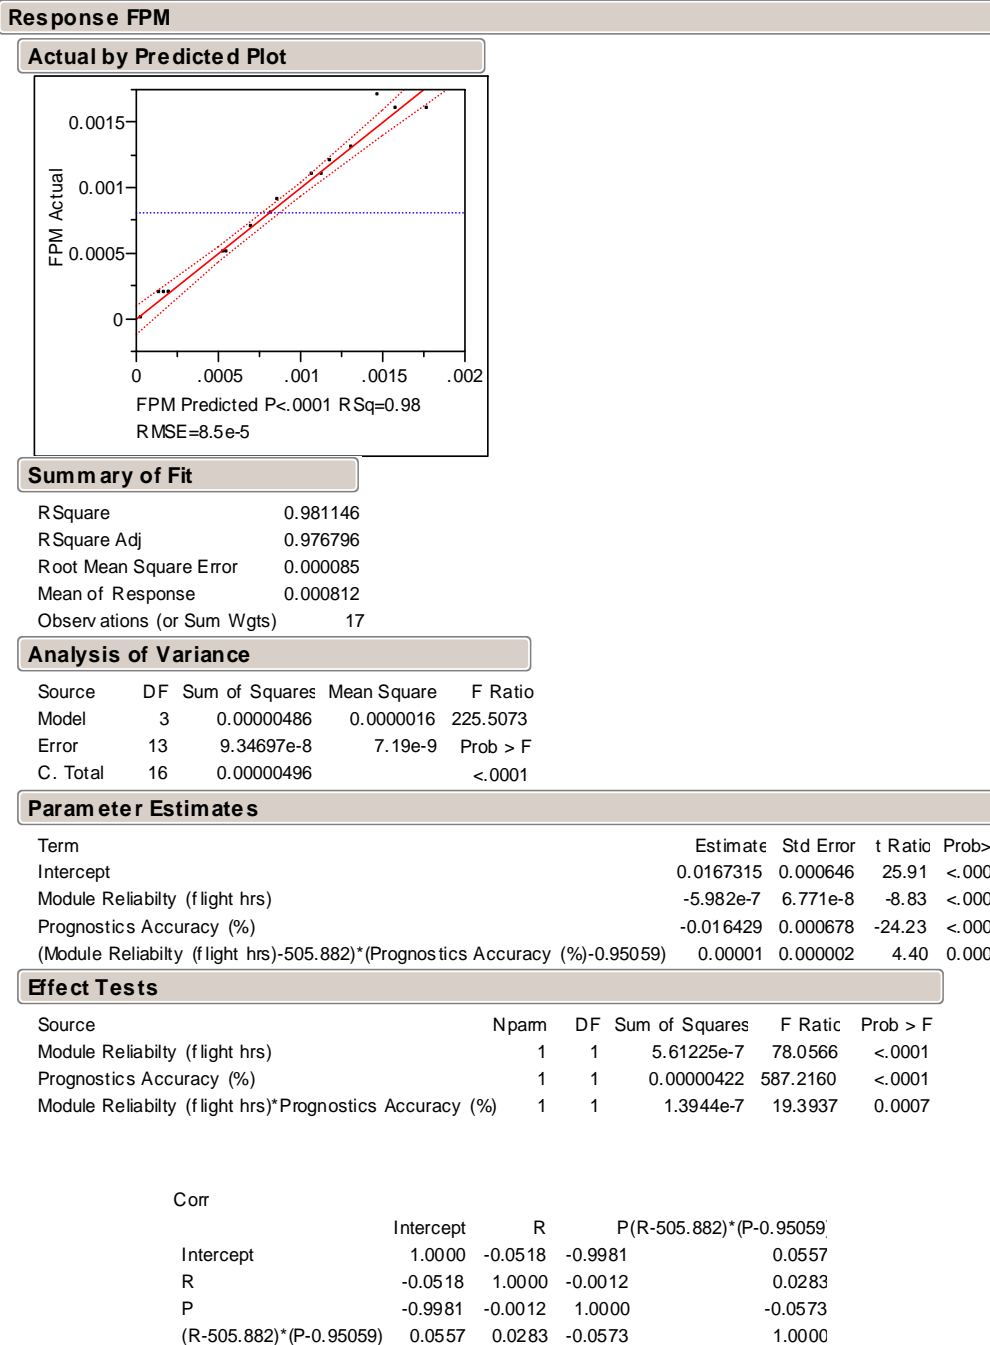 Response FPM
Actual by Predicted Plot
FPM Actual
0.0015
0.001
0.0005
0
0 .0005 .001 .0015 .002
FPM Predicted P<.0001 RSq=0.98
RMSE=8.5e-5
Summary of Fit
RSquare 0.981146
RSquare Adj 0.976796
Root Mean Square Error 0.000085
Mean of Response 0.000812
Observations (or Sum Wgts) 17
Analysis of Variance
Source DF Sum of Squares Mean Square F Ratio
Model 3 0.00000486 0.0000016 225.5073
Error 13 9.34697e-8 7.19e-9 Prob > F
C. Total 16 0.00000496 <.0001
Parameter Estimates
Term Estimate Std Error t Ratio Prob>
Intercept 0.0167315 0.000646 25.91 <.000
Module Reliabilty (flight hrs) -5.982e-7 6.771e-8 -8.83 <.000
Prognostics Accuracy (%) -0.016429 0.000678 -24.23 <.000
(Module Reliabilty (flight hrs)-505.882)*(Prognostics Accuracy (%)-0.95059) 0.00001 0.000002 4.40 0.000
Effect Tests
Source Nparm DF Sum of Squares F Ratio Prob > F
Module Reliabilty (flight hrs) 1 1 5.61225e-7 78.0566 <.0001
Prognostics Accuracy (%) 1 1 0.00000422 587.2160 <.0001
Module Reliabilty (flight hrs)*Prognostics Accuracy (%) 1 1 1.3944e-7 19.3937 0.0007
Corr
Intercept R P (R-505.882)*(P-0.95059)
Intercept 1.0000 -0.0518 -0.9981 0.0557
R -0.0518 1.0000 -0.0012 0.0283
P -0.9981 -0.0012 1.0000 -0.0573
(R-505.882)*(P-0.95059) 0.0557 0.0283 -0.0573 1.0000